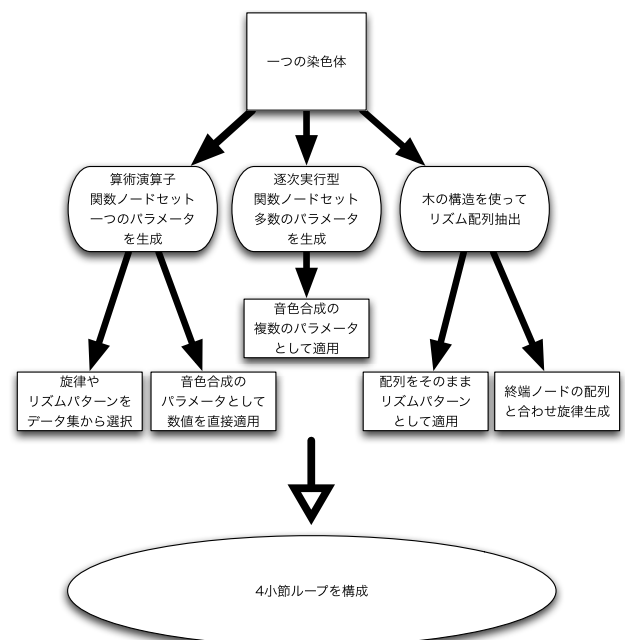 一つの染色体
算術演算子
関数ノードセット
一つのパラメータ
を生成
逐次実行型
関数ノードセット
多数のパラメータ
を生成
木の構造を使って
リズム配列抽出
音色合成の
複数のパラメータ
として適用
旋律や
リズムパターンを
データ集から選択
音色合成の
パラメータとして
数値を直接適用
配列をそのまま
リズムパターン
として適用
終端ノードの配列
と合わせ旋律生成
4小節ループを構成